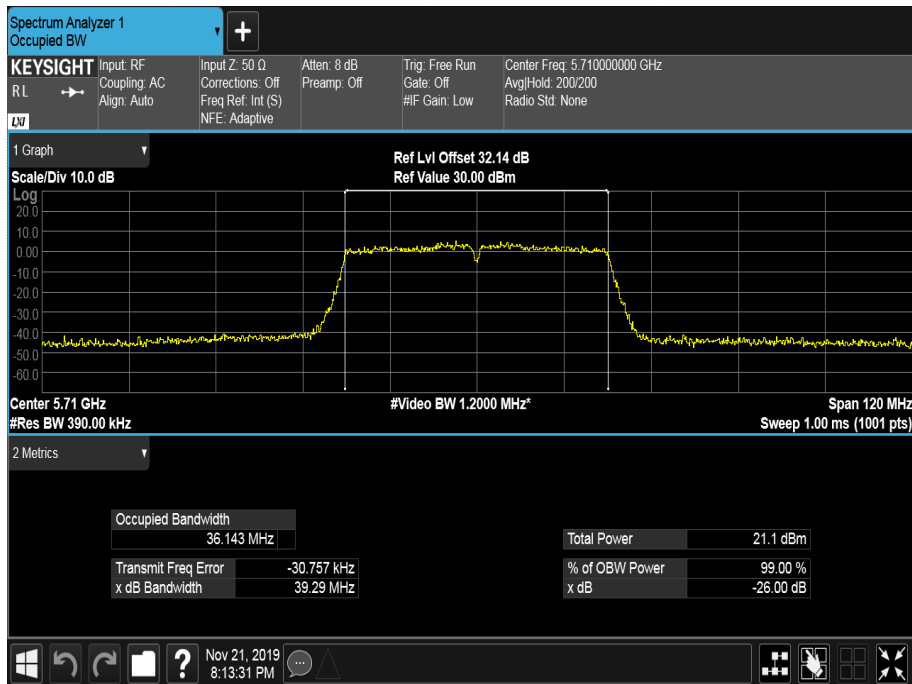 Spectrum Analyzer 1
Occupied BW
+
KEYSIGHT
RL
LXI
Input: RF
Coupling: AC
Align: Auto
Input Z: 50 Ω
Corrections: Off
Freq Ref: Int (S)
NFE: Adaptive
Atten: 8 dB
Preamp: Off
Trig: Free Run
Gate: Off
#IF Gain: Low
Center Freq: 5.710000000 GHz
Avg|Hold: 200/200
Radio Std: None
1 Graph
Scale/Div 10.0 dB
Ref Lvl Offset 32.14 dB
Ref Value 30.00 dBm
Log
20.0
10.0
0.00
-10.0
-20.0
-30.0
-40.0
-50.0
-60.0
Center 5.71 GHz
#Res BW 390.00 kHz
#Video BW 1.2000 MHz*
Span 120 MHz
Sweep 1.00 ms (1001 pts)
2 Metrics
Occupied Bandwidth
36.143 MHz
Transmit Freq Error -30.757 kHz
x dB Bandwidth 39.29 MHz
Total Power 21.1 dBm
% of OBW Power 99.00 %
x dB -26.00 dB
?
Nov 21, 2019
8:13:31 PM